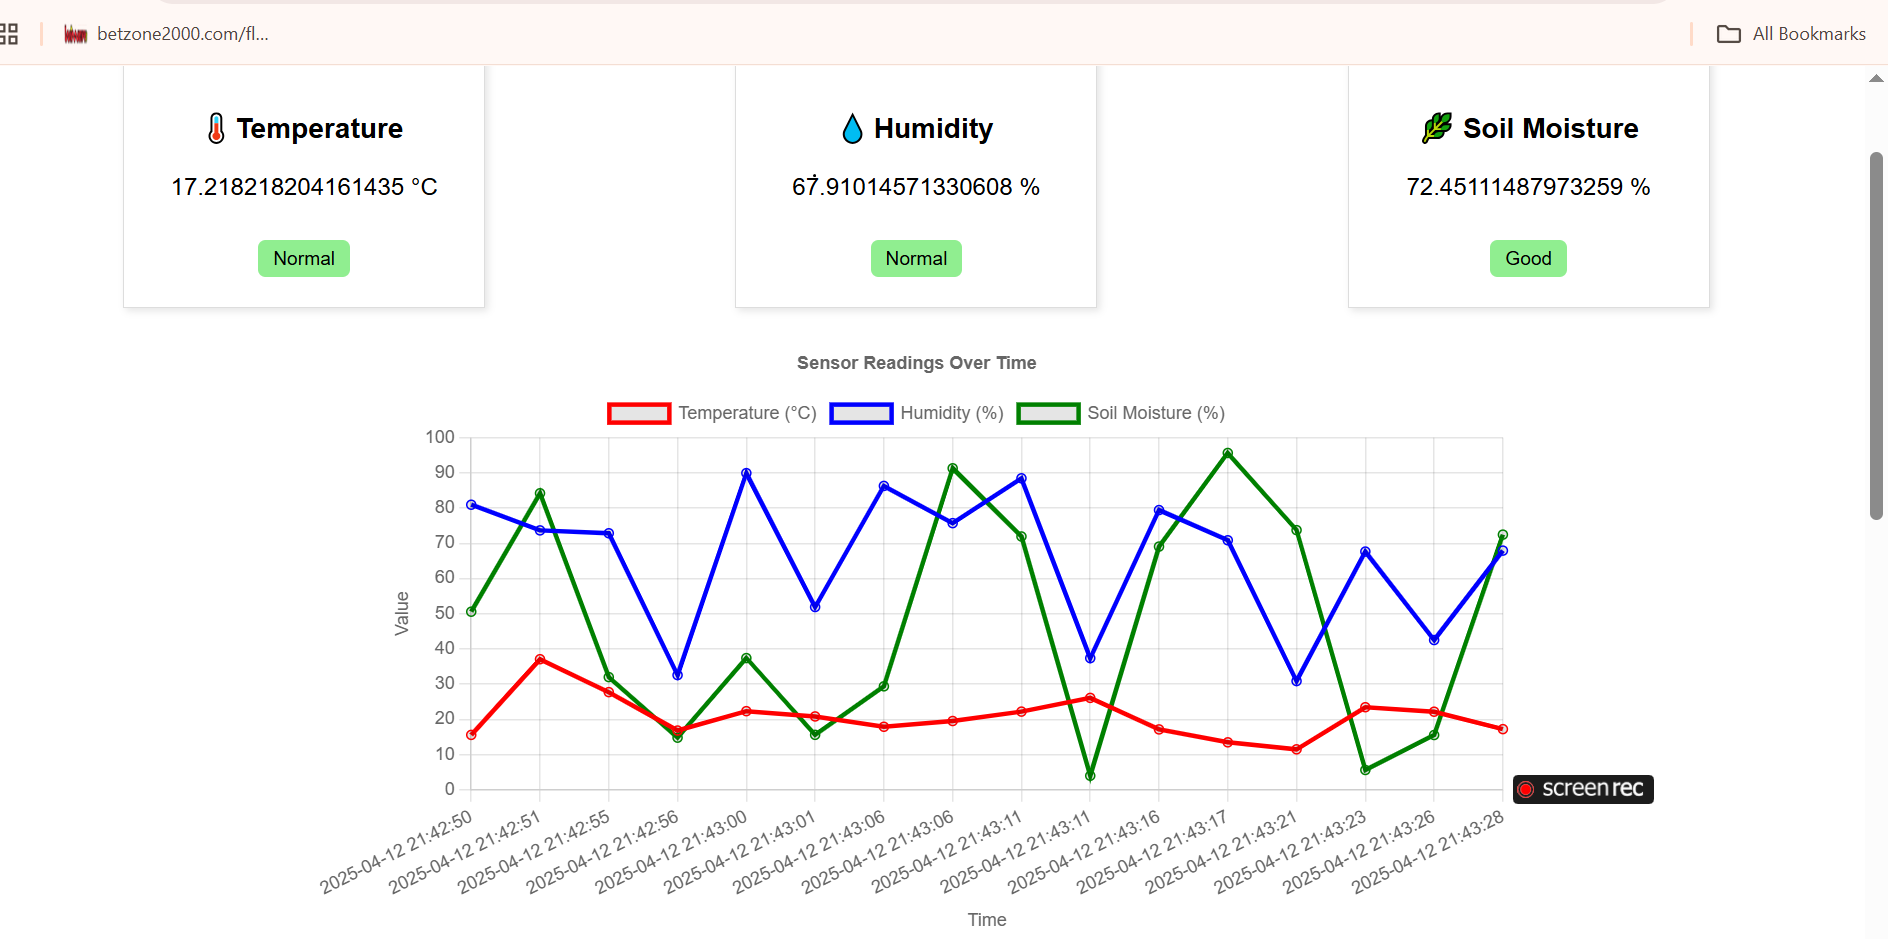 betzone2000.com/fl...
All Bookmarks
Temperature
17.218218204161435 °C
Normal
Humidity
67.91014571330608 %
Normal
Soil Moisture
72.45111487973259 %
Good
Sensor Readings Over Time
Temperature (°C) Humidity (%) Soil Moisture (%)
100
90
80
70
60
50
40
30
20
10
0
Value
2025-04-12 21:42:50
2025-04-12 21:42:51
2025-04-12 21:42:55
2025-04-12 21:42:56
2025-04-12 21:43:00
2025-04-12 21:43:01
2025-04-12 21:43:06
2025-04-12 21:43:06
2025-04-12 21:43:11
2025-04-12 21:43:11
2025-04-12 21:43:16
2025-04-12 21:43:17
2025-04-12 21:43:21
2025-04-12 21:43:23
2025-04-12 21:43:26
2025-04-12 21:43:28
Time
screenrec